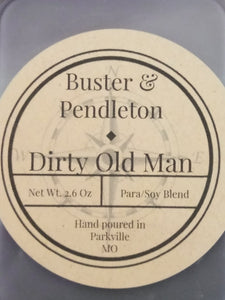 Buster &
Pendleton
Dirty Old Man
Net Wt. 2.6 Oz
Para/Soy Blend
Hand poured in
Parkville
MO